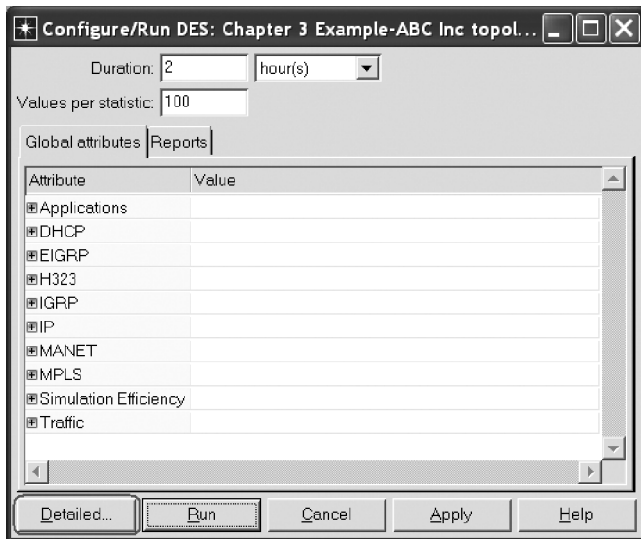 Configure/Run DES: Chapter 3 Example-ABC Inc topol...
Duration: 2 hour(s)
Values per statistic: 100
Global attributes Reports
Attribute Value
Applications
DHCP
EIGRP
H323
IGRP
IP
MANET
MPLS
Simulation Efficiency
Traffic
Detailed... Run Cancel Apply Help